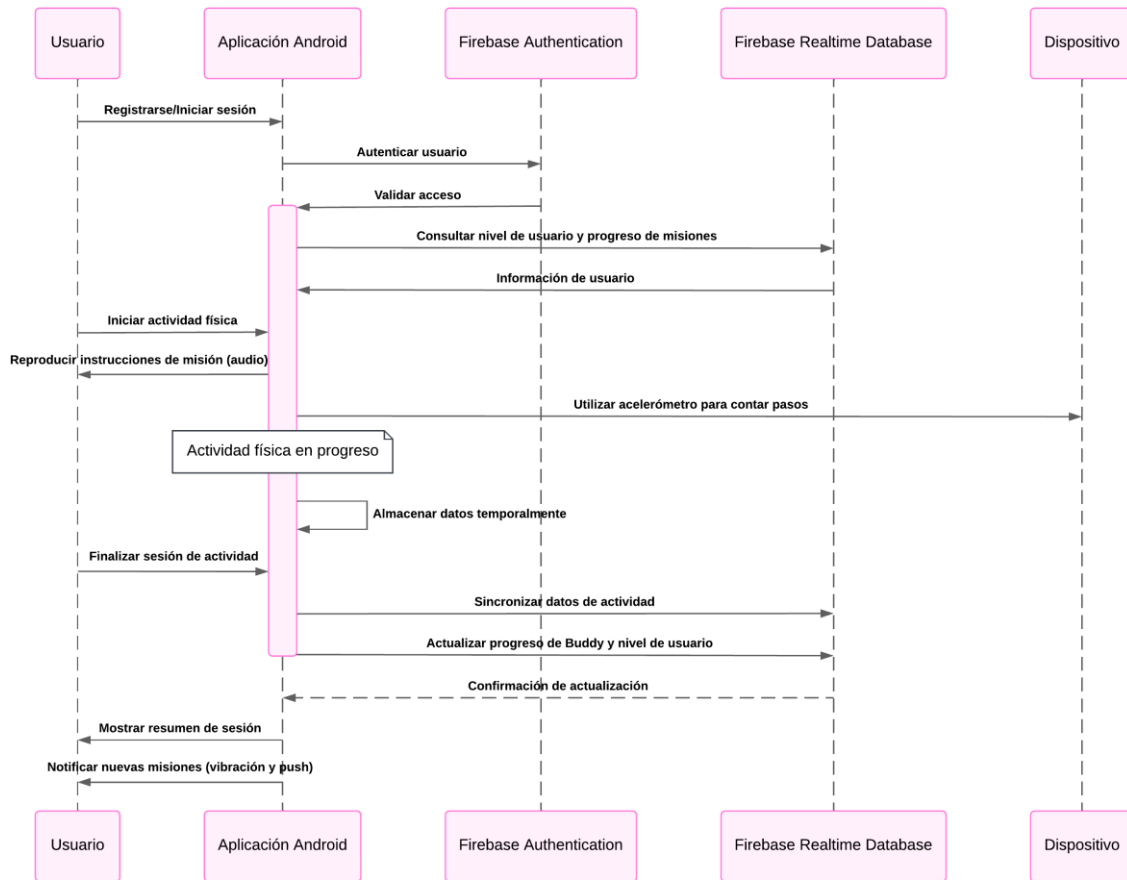 Usuario
Aplicación Android
Firebase Authentication
Firebase Realtime Database
Dispositivo
Registrarse/Iniciar sesión
Autenticar usuario
Validar acceso
Consultar nivel de usuario y progreso de misiones
Información de usuario
Iniciar actividad física
Reproducir instrucciones de misión (audio)
Utilizar acelerómetro para contar pasos
Actividad física en progreso
Almacenar datos temporalmente
Finalizar sesión de actividad
Sincronizar datos de actividad
Actualizar progreso de Buddy y nivel de usuario
Confirmación de actualización
Mostrar resumen de sesión
Notificar nuevas misiones (vibración y push)
Usuario
Aplicación Android
Firebase Authentication
Firebase Realtime Database
Dispositivo